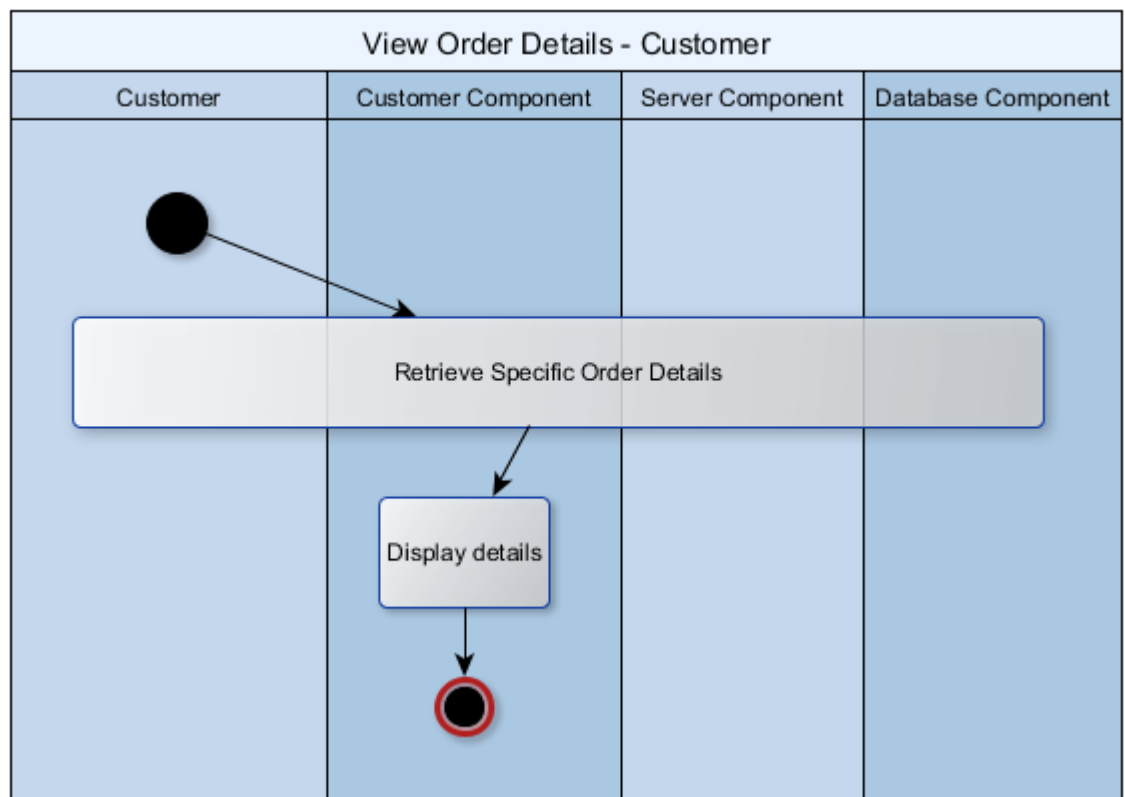 View Order Details - Customer
Customer
Customer Component
Server Component
Database Component
Retrieve Specific Order Details
Display details